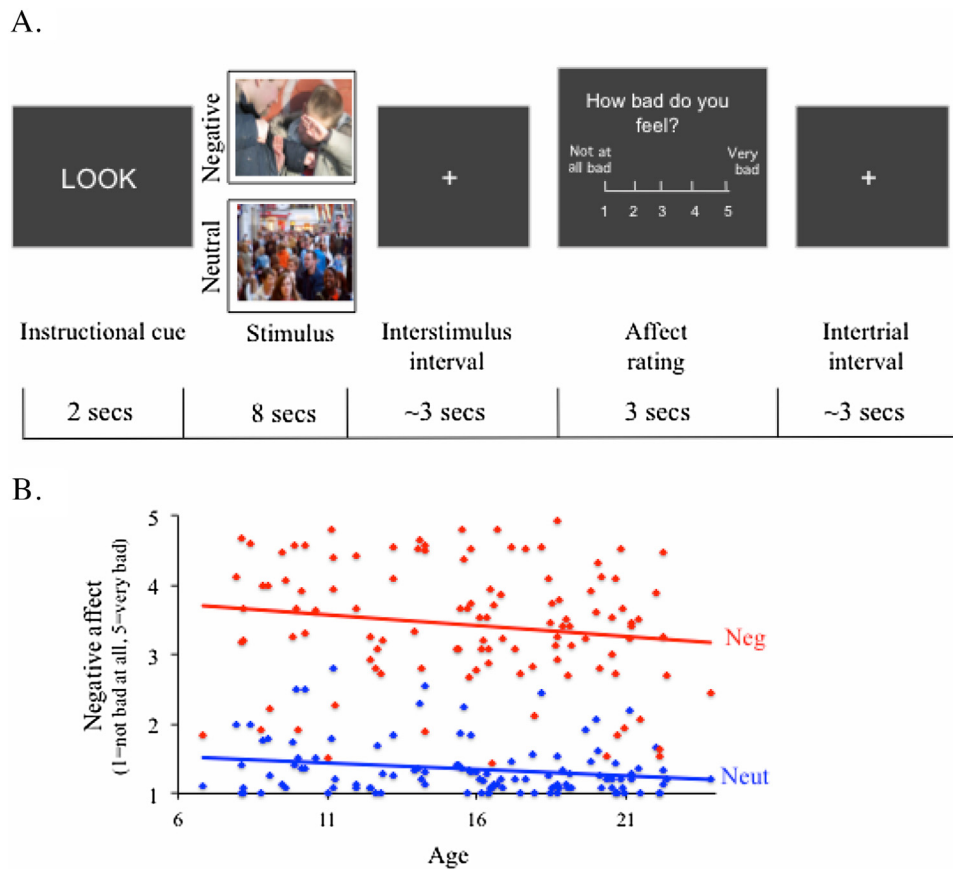 A.
LOOK
Negative
Neutral
+
How bad do you
feel?
Not at
all bad
Very
bad
1 2 3 4 5
+
Instructional cue
Stimulus
Interstimulus
interval
Affect
rating
Intertrial
interval
2 secs
8 secs
~3 secs
3 secs
~3 secs
B.
Negative affect
(1=not bad at all, 5=very bad)
5
4
3
2
1
Neg
Neut
6 11 16 21
Age